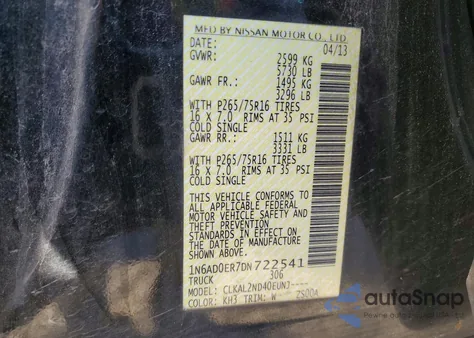 MFD BY NISSAN MOTOR CO., LTD.
DATE: 04/13
GVWR: 2599 KG
5730 LB
GAWR FR.: 1495 KG
3296 LB
WITH P265/75R16 TIRES
16 X 7.0 RIMS AT 35 PSI
COLD SINGLE
GAWR RR.: 1511 KG
3331 LB
WITH P265/75R16 TIRES
16 X 7.0 RIMS AT 35 PSI
COLD SINGLE
THIS VEHICLE CONFORMS TO
ALL APPLICABLE FEDERAL
MOTOR VEHICLE SAFETY AND
THEFT PREVENTION
STANDARDS IN EFFECT ON
THE DATE OF MANUFACTURE
SHOWN ABOVE.
1N6AD0ER7DN722541
TRUCK 306
MODEL: CLKAL2ND40EUNJ----
COLOR: KH3 TRIM: W 7S00A
autoSnap